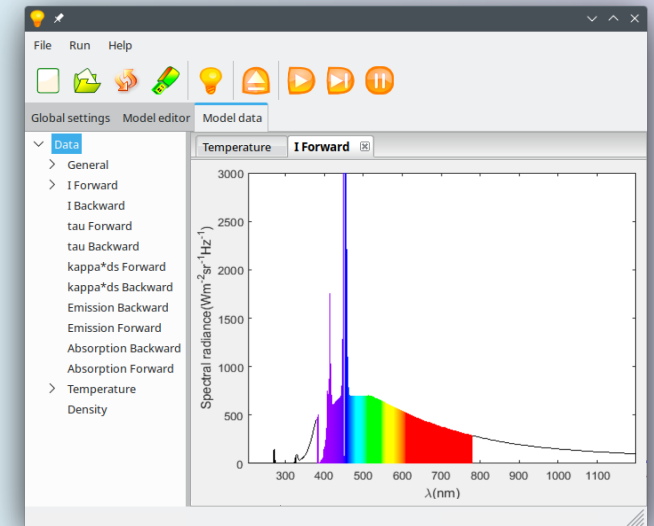 File Run Help
Global settings Model editor Model data
Data
General
I Forward
I Backward
tau Forward
tau Backward
kappa*ds Forward
kappa*ds Backward
Emission Backward
Emission Forward
Absorption Backward
Absorption Forward
Temperature
Density
Temperature I Forward
3000
2500
2000
1500
1000
500
0
Spectral radiance(Wm⁻²sr⁻¹Hz⁻¹)
300 400 500 600 700 800 900 1000 1100
λ(nm)